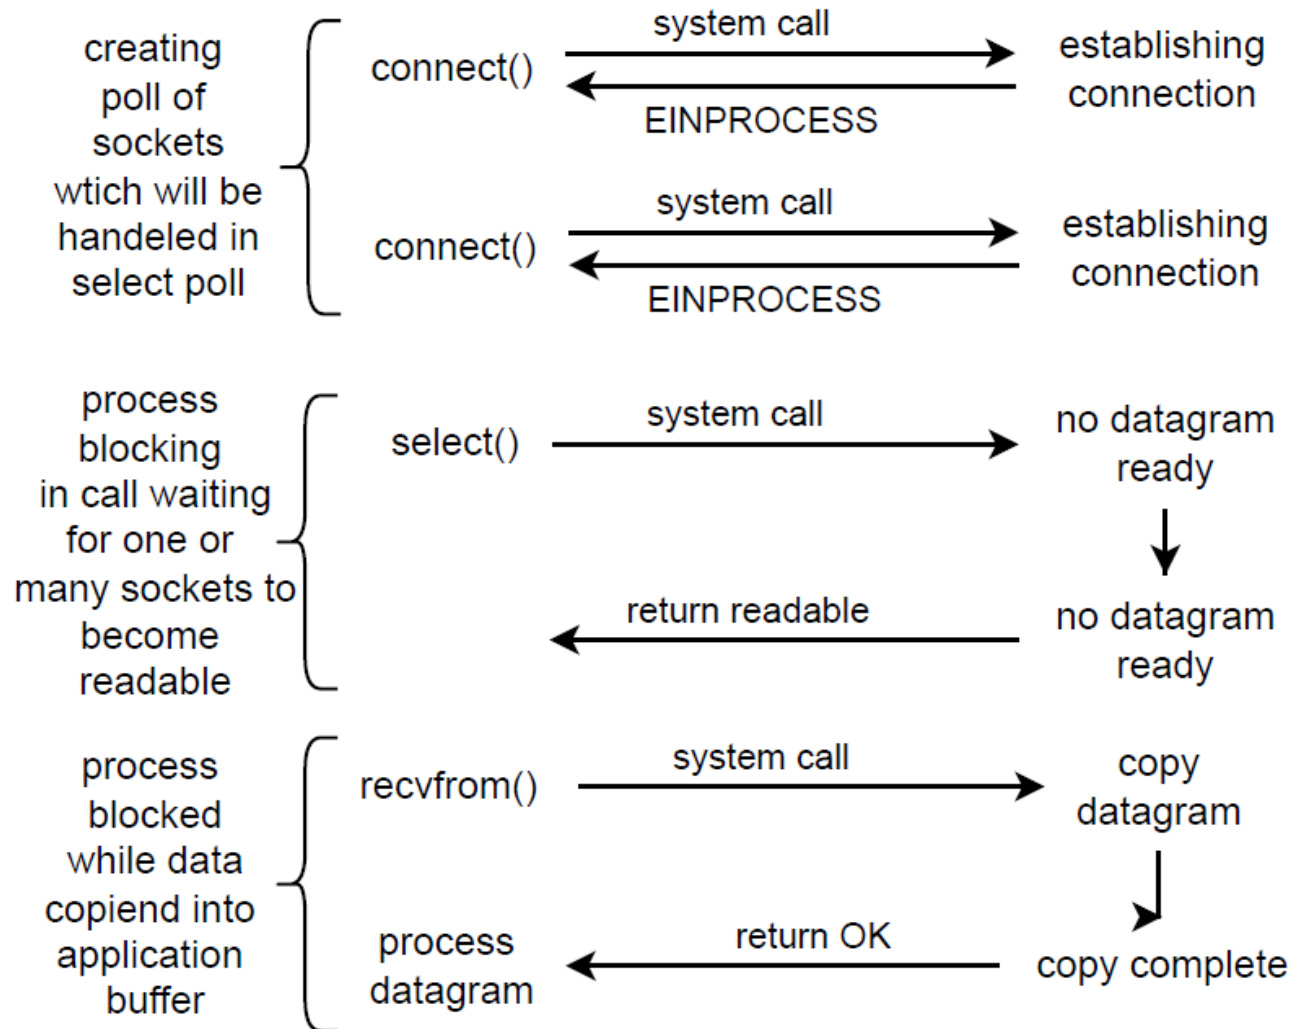 creating
poll of
sockets
wtich will be
handeled in
select poll
connect()
system call
EINPROCESS
establishing
connection
connect()
system call
EINPROCESS
establishing
connection
process
blocking
in call waiting
for one or
many sockets to
become
readable
select()
system call
no datagram
ready
return readable
no datagram
ready
process
blocked
while data
copiend into
application
buffer
recvfrom()
system call
copy
datagram
process
datagram
return OK
copy complete